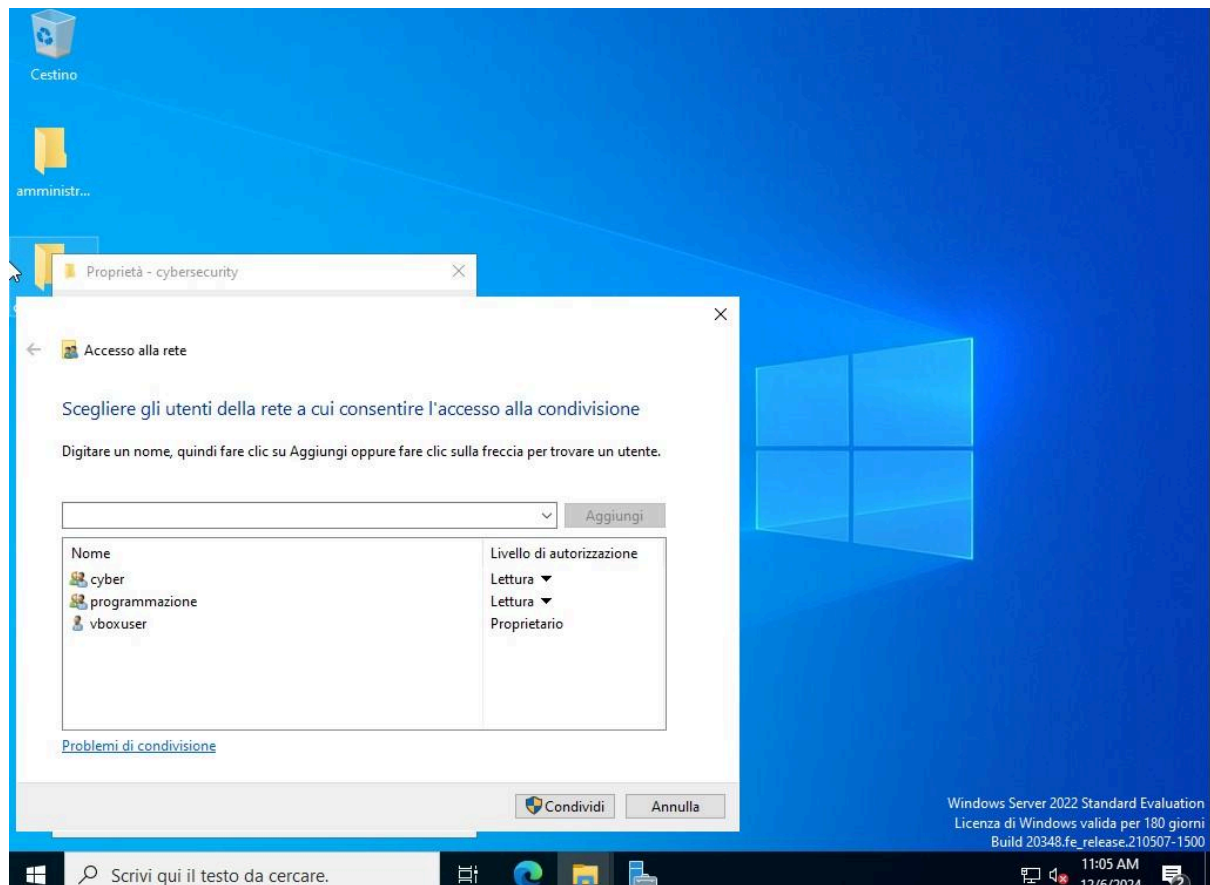 Cestino
amministr...
Proprietà - cybersecurity
Accesso alla rete
Scegliere gli utenti della rete a cui consentire l'accesso alla condivisione
Digitare un nome, quindi fare clic su Aggiungi oppure fare clic sulla freccia per trovare un utente.
Aggiungi
Nome Livello di autorizzazione
cyber Lettura
programmazione Lettura
vboxuser Proprietario
Problemi di condivisione
Condividi Annulla
Windows Server 2022 Standard Evaluation
Licenza di Windows valida per 180 giorni
Build 20348.fe_release.210507-1500
Scrivi qui il testo da cercare.
11:05 AM
12/6/2024
2